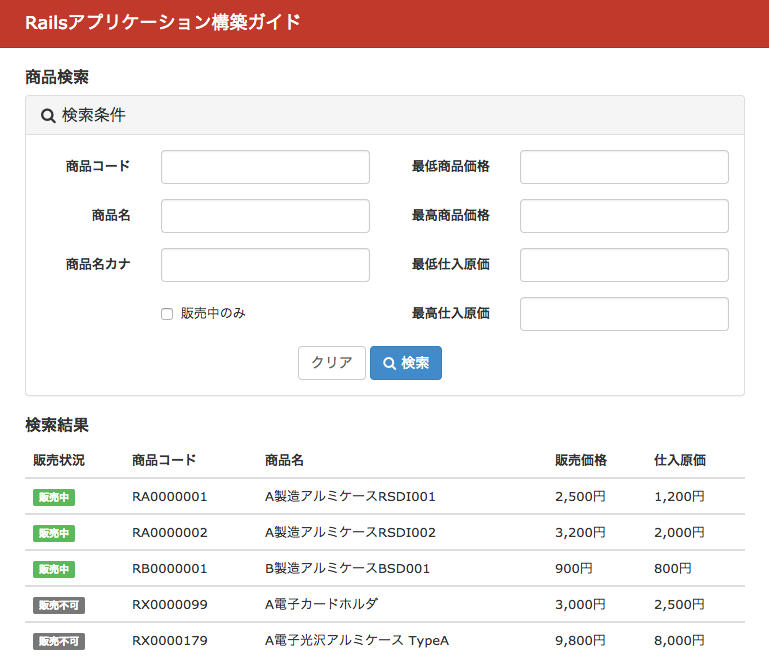 Railsアプリケーション構築ガイド
商品検索
検索条件
商品コード 最低商品価格
商品名 最高商品価格
商品名カナ 最低仕入原価
販売中のみ 最高仕入原価
クリア 検索
検索結果
販売状況 商品コード 商品名 販売価格 仕入原価
販売中 RA0000001 A製造アルミケースRSDI001 2,500円 1,200円
販売中 RA0000002 A製造アルミケースRSDI002 3,200円 2,000円
販売中 RB0000001 B製造アルミケースBSD001 900円 800円
販売不可 RX0000099 A電子カードホルダ 3,000円 2,500円
販売不可 RX0000179 A電子光沢アルミケース TypeA 9,800円 8,000円